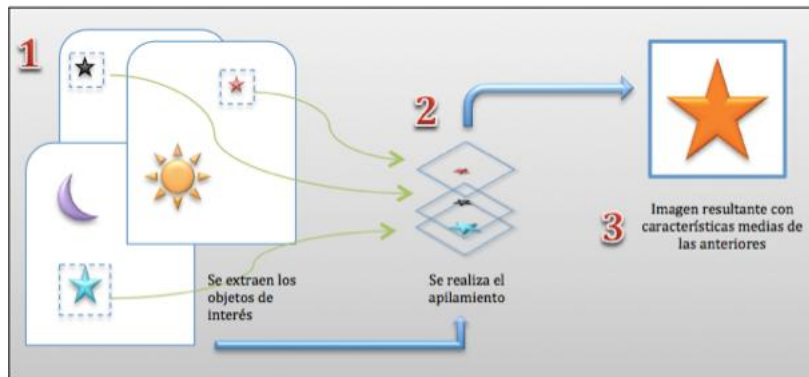 1
Se extraen los
objetos de
interés
2
Se realiza el
apilamiento
3
Imagen resultante con
características medias de
las anteriores